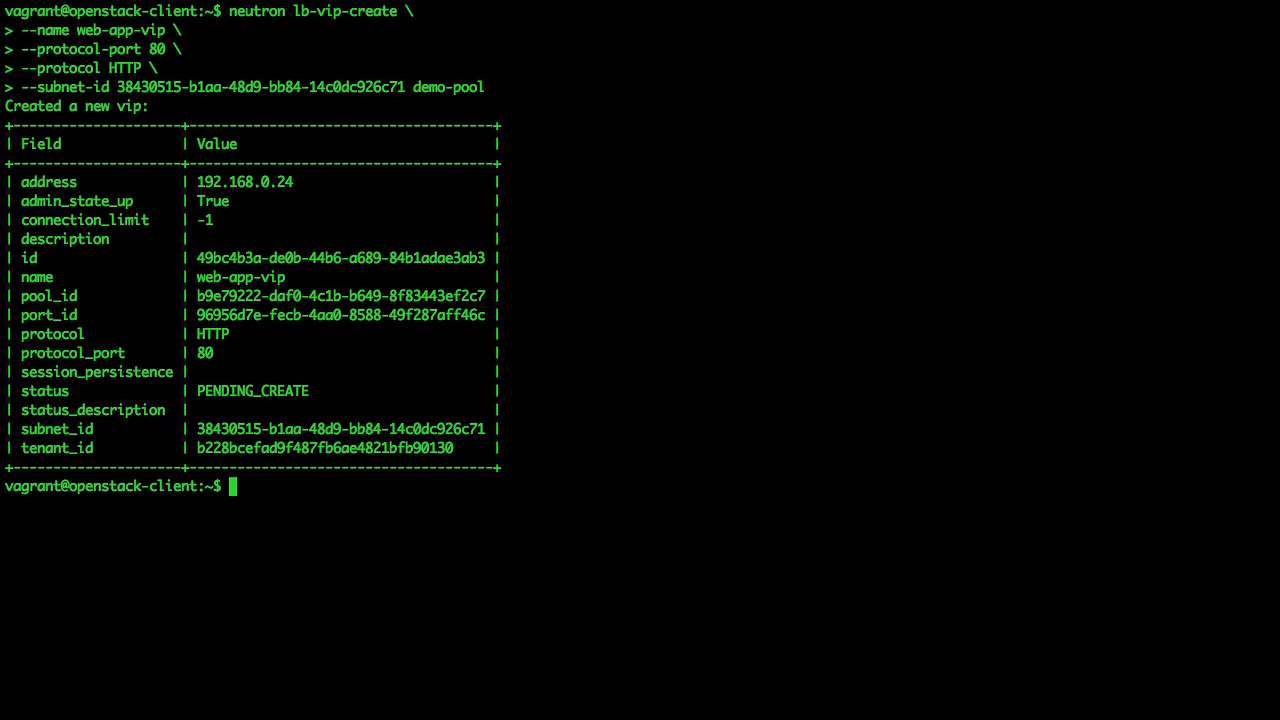 vagrant@openstack-client:~$ neutron lb-vip-create \
> --name web-app-vip \
> --protocol-port 80 \
> --protocol HTTP \
> --subnet-id 38430515-b1aa-48d9-bb84-14c0dc926c71 demo-pool
Created a new vip:
+---------------------+--------------------------------------+
| Field               | Value                                |
+---------------------+--------------------------------------+
| address             | 192.168.0.24                         |
| admin_state_up      | True                                 |
| connection_limit    | -1                                   |
| description         |                                      |
| id                  | 49bc4b3a-de0b-44b6-a689-84b1adae3ab3 |
| name                | web-app-vip                          |
| pool_id             | b9e79222-daf0-4c1b-b649-8f83443ef2c7 |
| port_id             | 96956d7e-fecb-4aa0-8588-49f287aff46c |
| protocol            | HTTP                                 |
| protocol_port       | 80                                   |
| session_persistence |                                      |
| status              | PENDING_CREATE                       |
| status_description  |                                      |
| subnet_id           | 38430515-b1aa-48d9-bb84-14c0dc926c71 |
| tenant_id           | b228bcefad9f487fb6ae4821bfb90130     |
+---------------------+--------------------------------------+
vagrant@openstack-client:~$